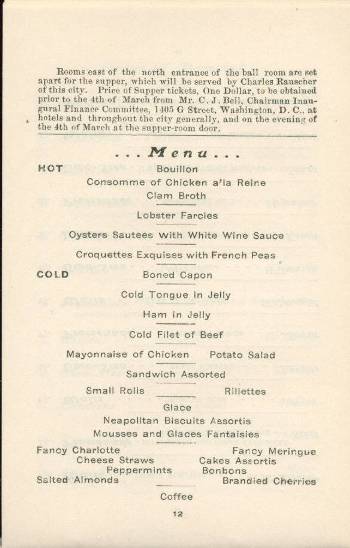 Rooms east of the north entrance of the ball room are set
apart for the supper, which will be served by Charles Rauscher
of this city. Price of Supper tickets, One Dollar, to be obtained
prior to the 4th of March from Mr. C. J. Bell, Chairman Inau-
gural Finance Committee, 1405 G Street, Washington, D. C., at
hotels and throughout the city generally, and on the evening of
the 4th of March at the supper-room door.
... Menu ...
HOT Bouillon
Consomme of Chicken a'la Reine
Clam Broth
Lobster Farcies
Oysters Sautees with White Wine Sauce
Croquettes Exquises with French Peas
COLD Boned Capon
Cold Tongue in Jelly
Ham in Jelly
Cold Filet of Beef
Mayonnaise of Chicken Potato Salad
Sandwich Assorted
Small Rolls Rillettes
Glace
Neapolitan Biscuits Assortis
Mousses and Glaces Fantaisies
Fancy Charlotte Fancy Meringue
Cheese Straws Cakes Assortis
Peppermints Bonbons
Salted Almonds Brandied Cherries
Coffee
12